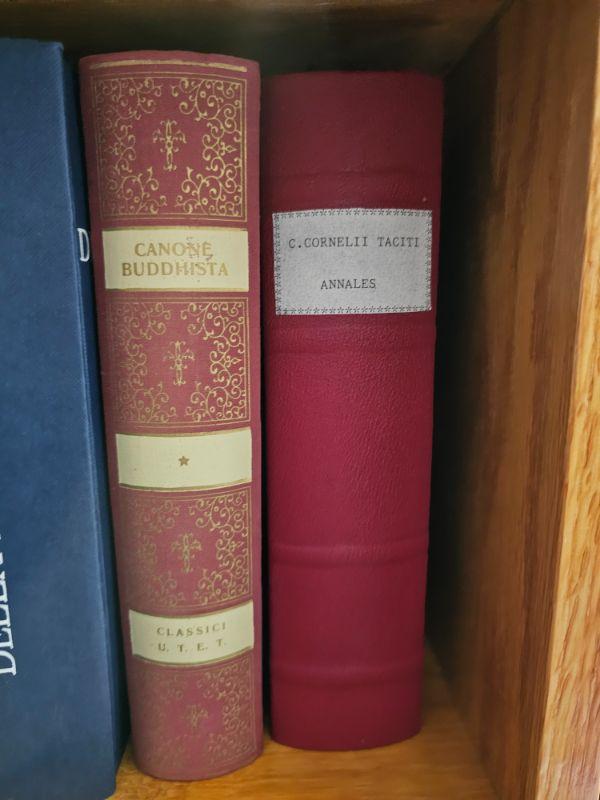 CANONE
BUDDHISTA
CLASSICI
U. T. E. T.
C.CORNELII TACITI
ANNALES